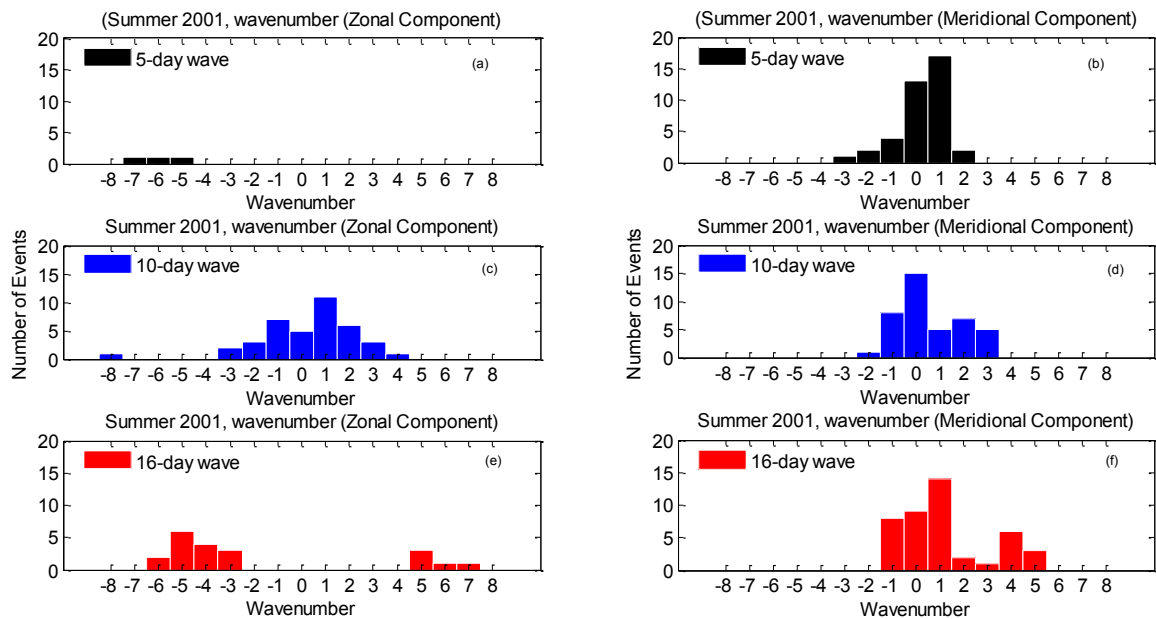 (Summer 2001, wavenumber (Zonal Component)
20
15
10
5
0
5-day wave
(a)
-8 -7 -6 -5 -4 -3 -2 -1 0 1 2 3 4 5 6 7 8
Wavenumber
(Summer 2001, wavenumber (Meridional Component)
20
15
10
5
0
5-day wave
(b)
-8 -7 -6 -5 -4 -3 -2 -1 0 1 2 3 4 5 6 7 8
Wavenumber
Summer 2001, wavenumber (Zonal Component)
Number of Events
20
15
10
5
0
10-day wave
(c)
-8 -7 -6 -5 -4 -3 -2 -1 0 1 2 3 4 5 6 7 8
Wavenumber
Summer 2001, wavenumber (Meridional Component)
Number of Events
20
15
10
5
0
10-day wave
(d)
-8 -7 -6 -5 -4 -3 -2 -1 0 1 2 3 4 5 6 7 8
Wavenumber
Summer 2001, wavenumber (Zonal Component)
20
15
10
5
0
16-day wave
(e)
-8 -7 -6 -5 -4 -3 -2 -1 0 1 2 3 4 5 6 7 8
Wavenumber
Summer 2001, wavenumber (Meridional Component)
20
15
10
5
0
16-day wave
(f)
-8 -7 -6 -5 -4 -3 -2 -1 0 1 2 3 4 5 6 7 8
Wavenumber